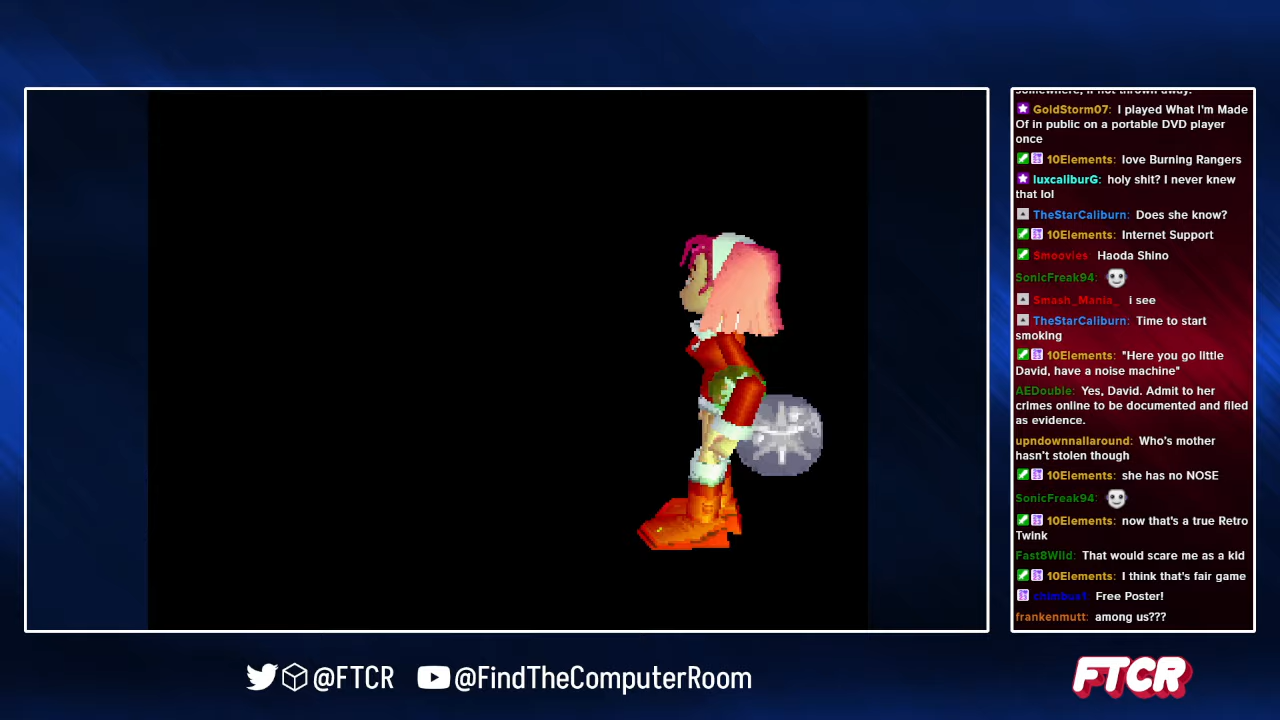 GoldStorm07: I played What I'm Made
Of in public on a portable DVD player
once
10Elements: love Burning Rangers
luxcaliburG: holy shit? I never knew
that lol
TheStarCaliburn: Does she know?
10Elements: Internet Support
Smoovies Haoda Shino
SonicFreak94:
Smash_Mania_ i see
TheStarCaliburn: Time to start
smoking
10Elements: "Here you go little
David, have a noise machine"
AEDouble: Yes, David. Admit to her
crimes online to be documented and filed
as evidence.
upndownnallaround: Who's mother
hasn't stolen though
10Elements: she has no NOSE
SonicFreak94:
10Elements: now that's a true Retro
Twink
Fast8Wild: That would scare me as a kid
10Elements: I think that's fair game
Free Poster!
frankenmutt: among us???
@FTCR
@FindTheComputerRoom
FTCR